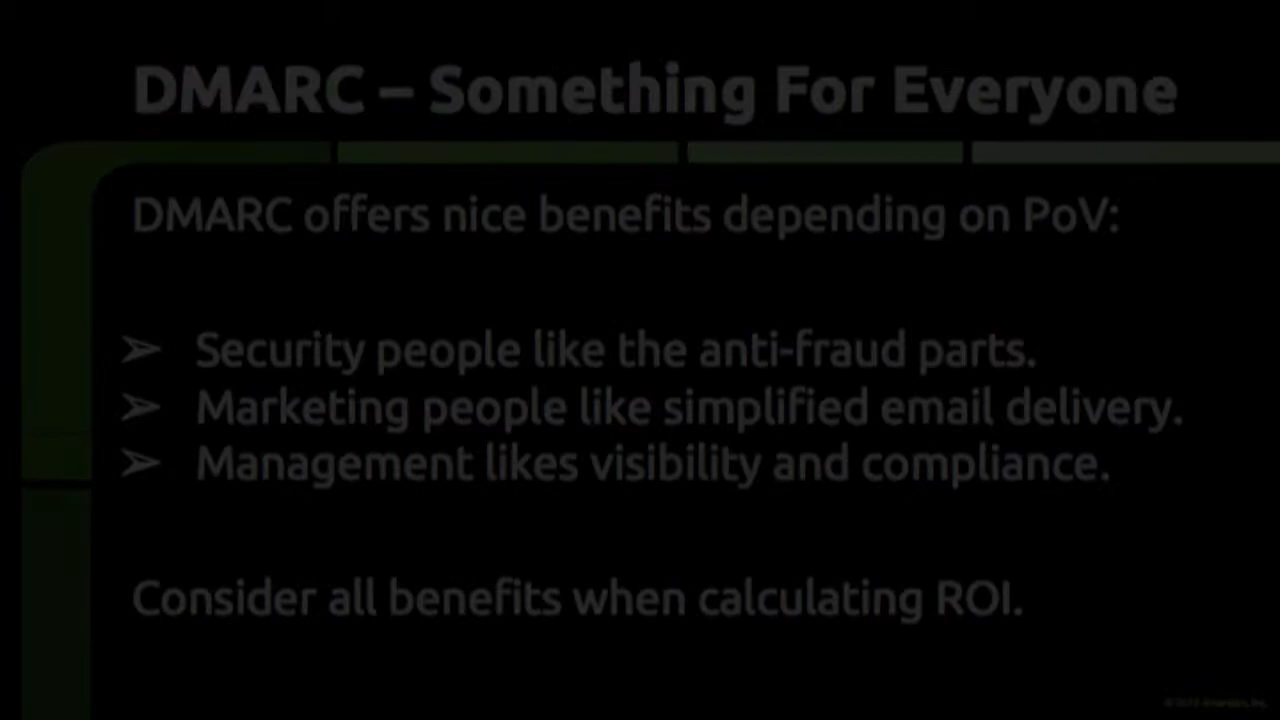 DMARC – Something For Everyone
DMARC offers nice benefits depending on PoV:
➢ Security people like the anti-fraud parts.
➢ Marketing people like simplified email delivery.
➢ Management likes visibility and compliance.
Consider all benefits when calculating ROI.